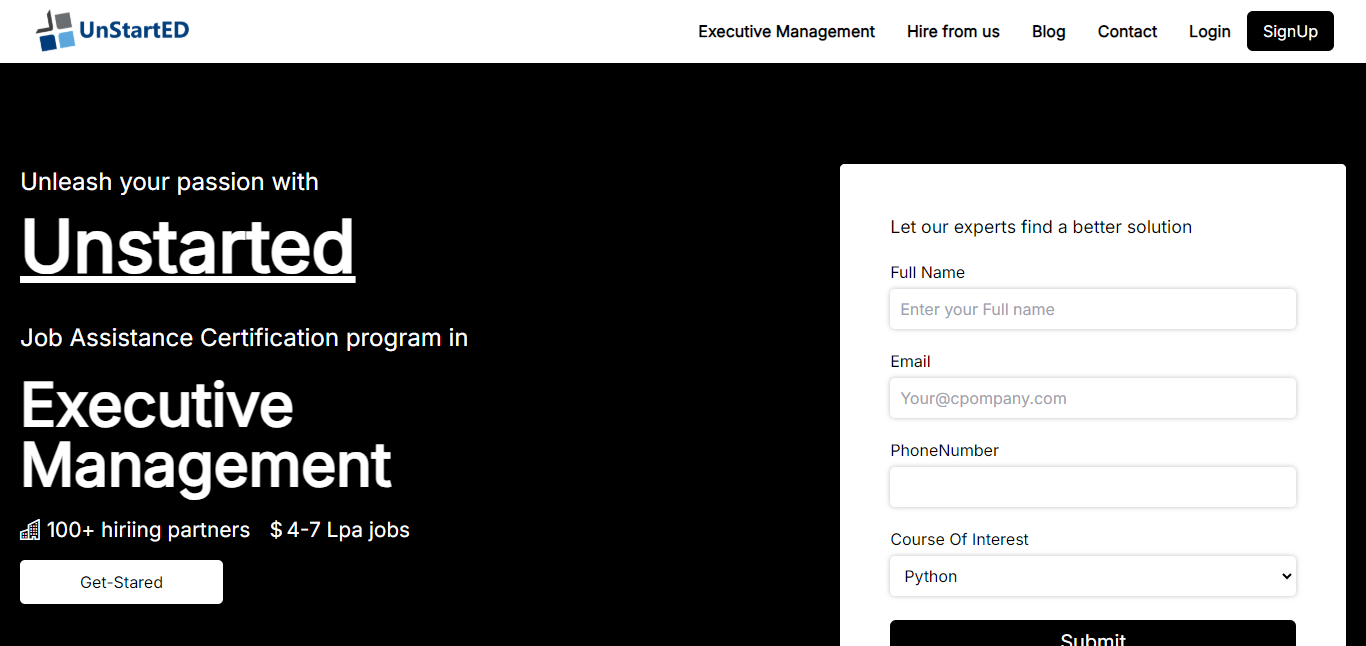 UnStartED
Executive Management
Hire from us
Blog
Contact
Login
SignUp
Unleash your passion with
Unstarted
Job Assistance Certification program in
Executive
Management
100+ hiriing partners
$ 4-7 Lpa jobs
Get-Stared
Let our experts find a better solution
Full Name
Enter your Full name
Email
Your@cpompany.com
PhoneNumber
Course Of Interest
Python
Submit